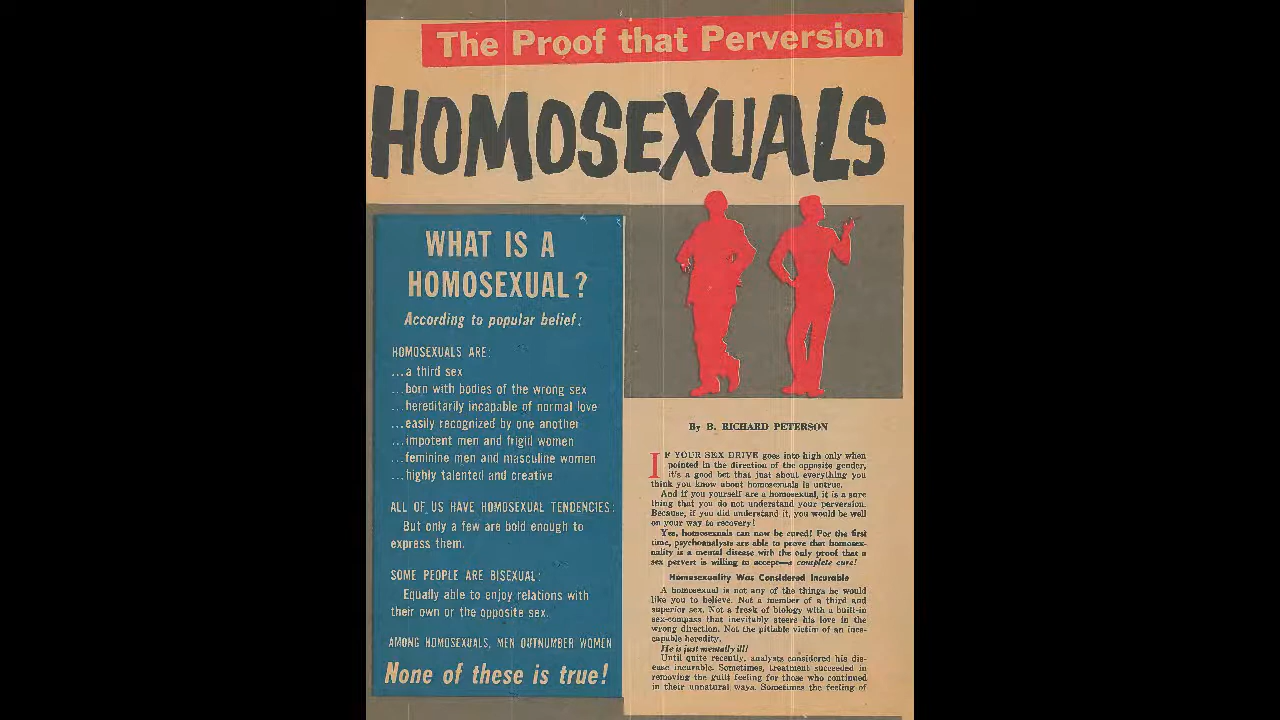 The Proof that Perversion
HOMOSEXUALS
WHAT IS A
HOMOSEXUAL?
According to popular belief:
HOMOSEXUALS ARE:
...a third sex
...born with bodies of the wrong sex
...hereditarily incapable of normal love
...easily recognized by one another
...impotent men and frigid women
...feminine men and masculine women
...highly talented and creative
ALL OF US HAVE HOMOSEXUAL TENDENCIES:
But only a few are bold enough to
express them.
SOME PEOPLE ARE BISEXUAL:
Equally able to enjoy relations with
their own or the opposite sex.
AMONG HOMOSEXUALS, MEN OUTNUMBER WOMEN
None of these is true!
By B. RICHARD PETERSON
IF YOUR SEX DRIVE goes into high only when
pointed in the direction of the opposite gender,
it's a good bet that just about everything you
think you know about homosexuals is untrue.
And if you yourself are a homosexual, it is a sure
thing that you do not understand your perversion.
Because, if you did understand it, you would be well
on your way to recovery!
Yes, homosexuals can now be cured! For the first
time, psychoanalysts are able to prove that homosex-
uality is a mental disease with the only proof that a
sex pervert is willing to accept—a complete cure!
Homosexuality Was Considered Incurable
A homosexual is not any of the things he would
like you to believe. Not a member of a third and
superior sex. Not a freak of biology with a built-in
sex-compass that inevitably steers his love in the
wrong direction. Not the pitiable victim of an ines-
capable heredity.
He is just mentally ill!
Until quite recently, analysts considered his dis-
ease incurable. Sometimes, treatment succeeded in
removing the guilt feeling for those who continued
in their unnatural ways. Sometimes the feeling of